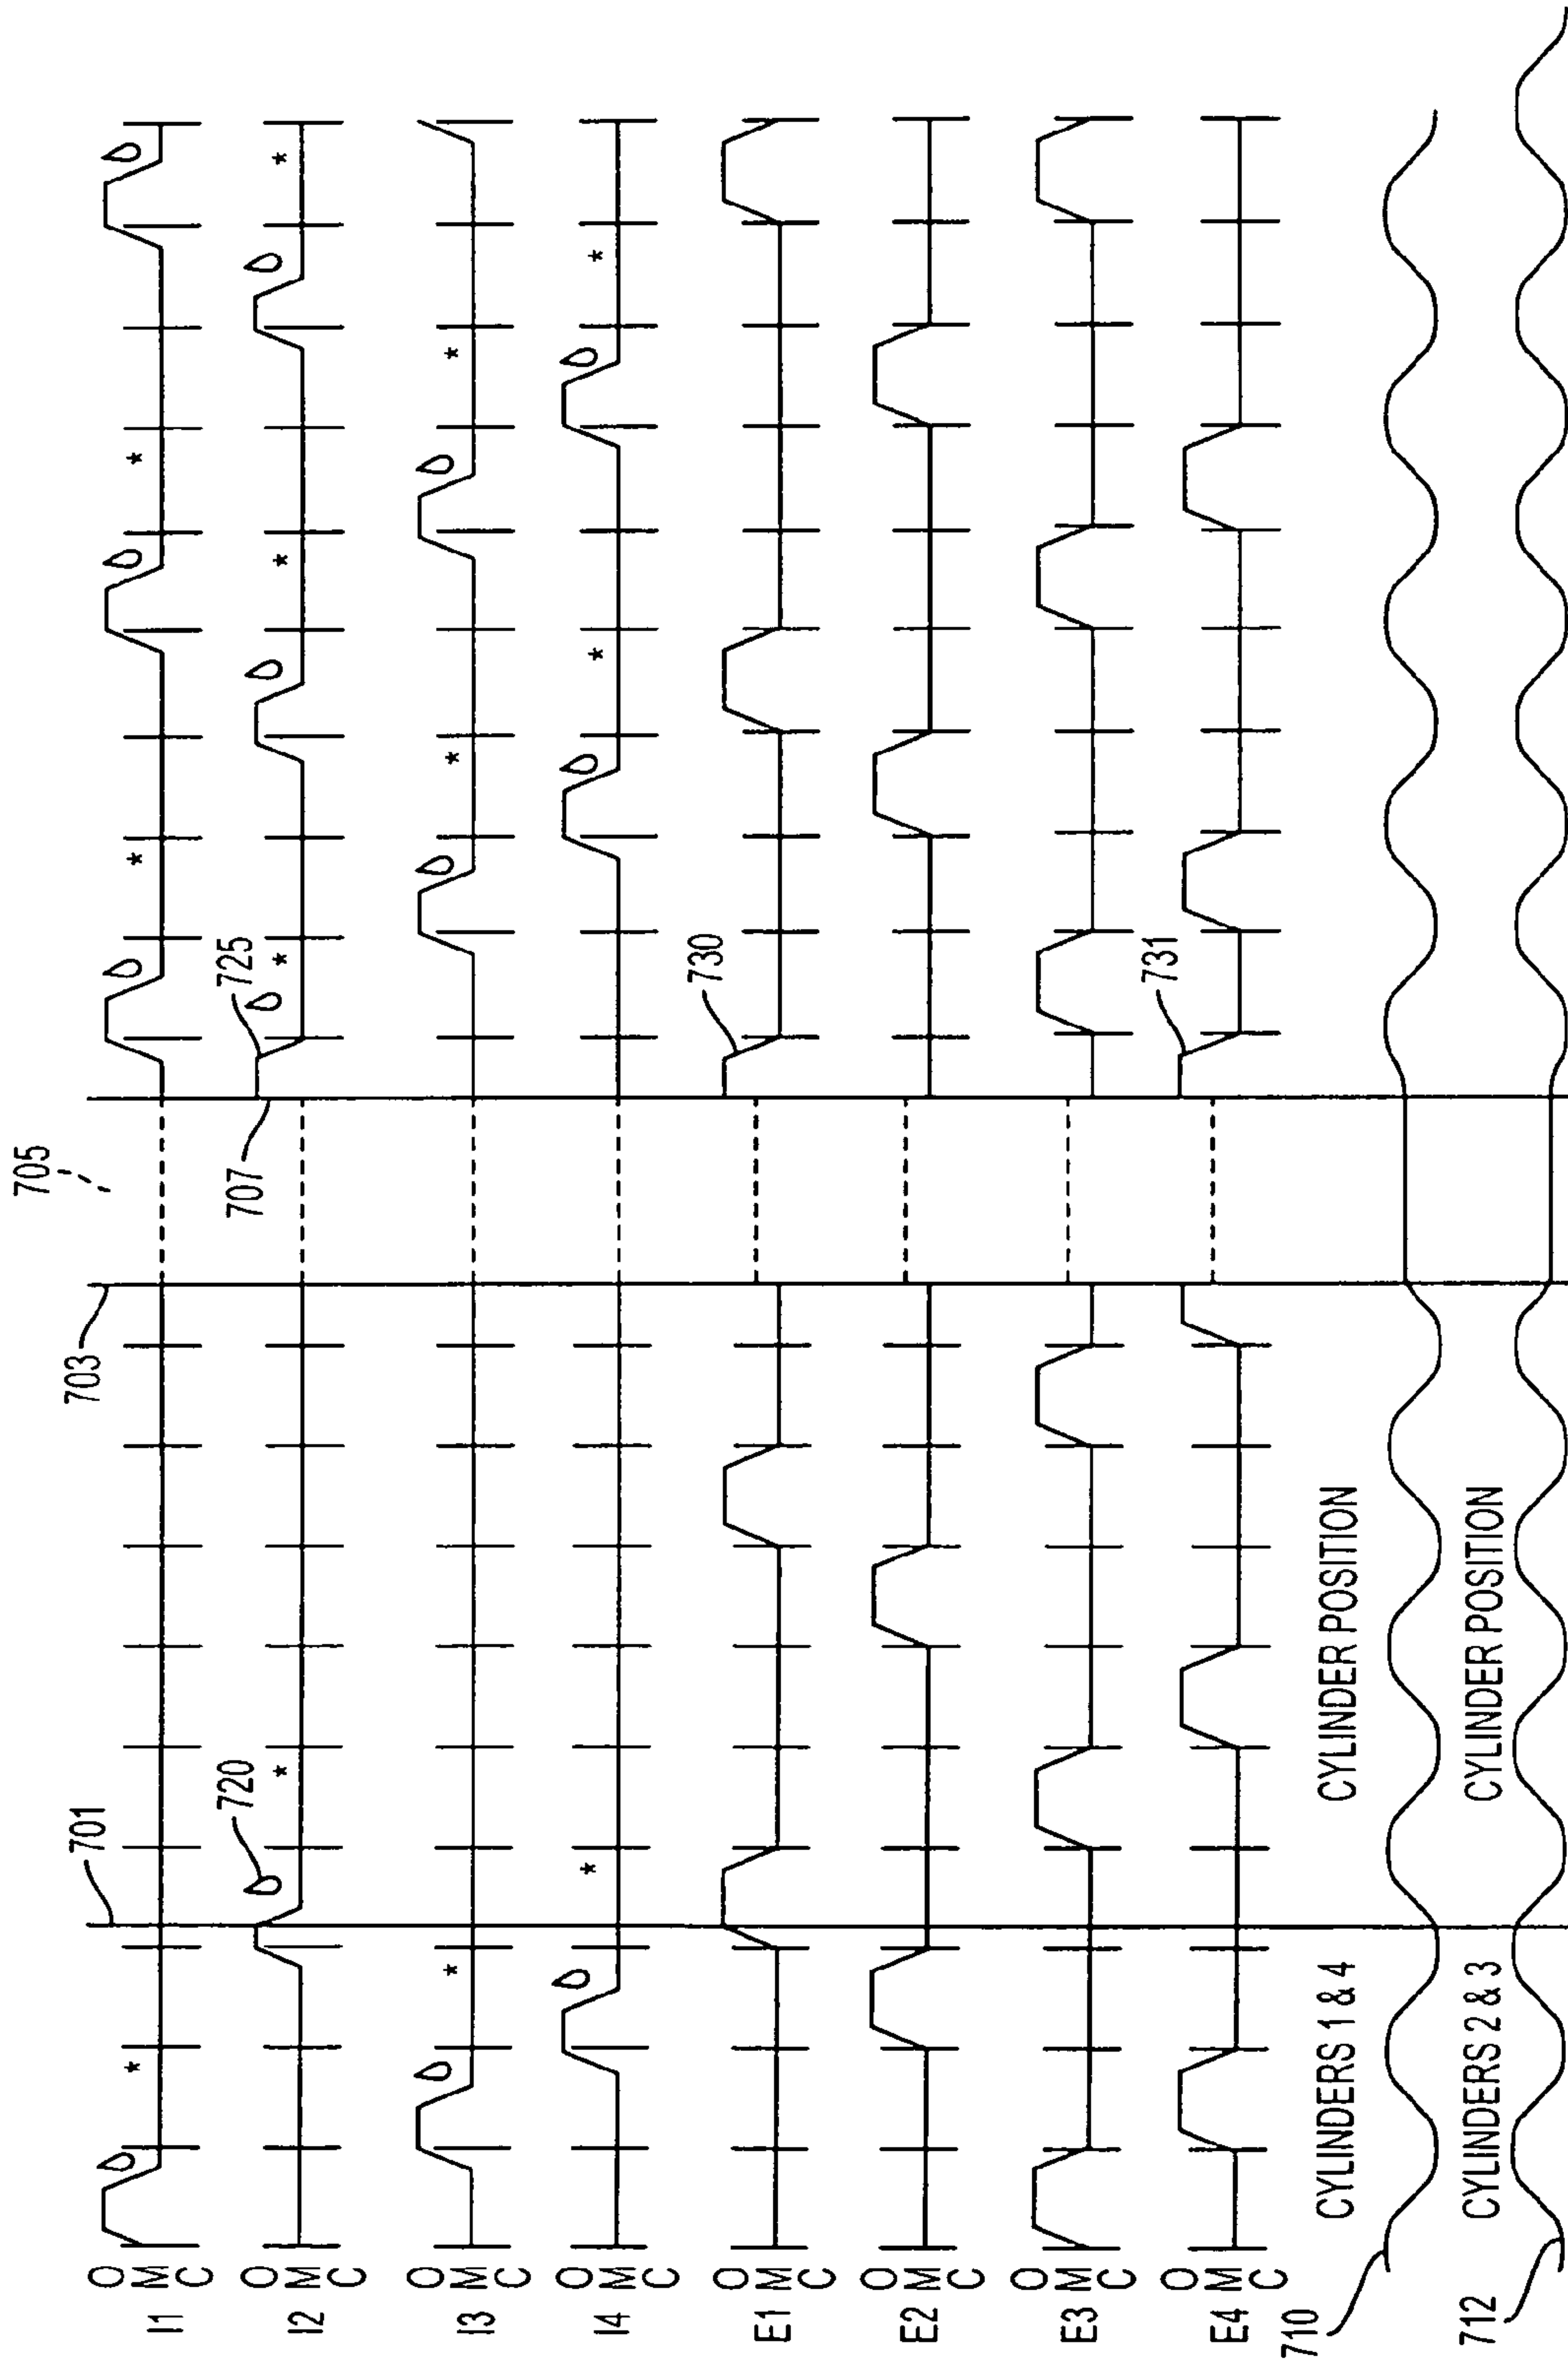 701
703
705
707
720
725
730
731
I1
O
M
C
*
*
*
I2
O
M
C
*
*
*
*
I3
O
M
C
*
*
*
I4
O
M
C
*
*
*
E1
O
M
C
E2
O
M
C
E3
O
M
C
E4
O
M
C
710
CYLINDERS 1 & 4
CYLINDER POSITION
712
CYLINDERS 2 & 3
CYLINDER POSITION